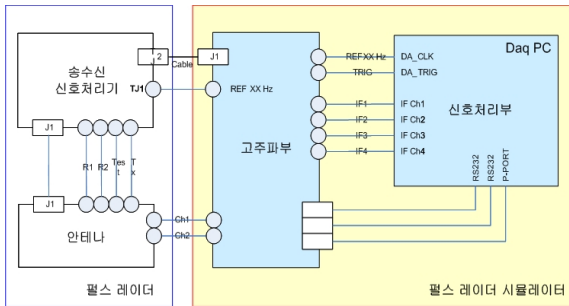 송수신
신호처리기
J1
R1
R2
Tes
t
T
x
J1
안테나
펄스 레이더
2
Cable
TJ1
Ch1
Ch2
J1
REF XX Hz
고주파부
REF XX Hz
TRIG
IF1
IF2
IF3
IF4
Daq PC
DA_CLK
DA_TRIG
IF Ch1
IF Ch2
IF Ch3
IF Ch4
신호처리부
RS232
RS232
P-PORT
펄스 레이더 시뮬레이터